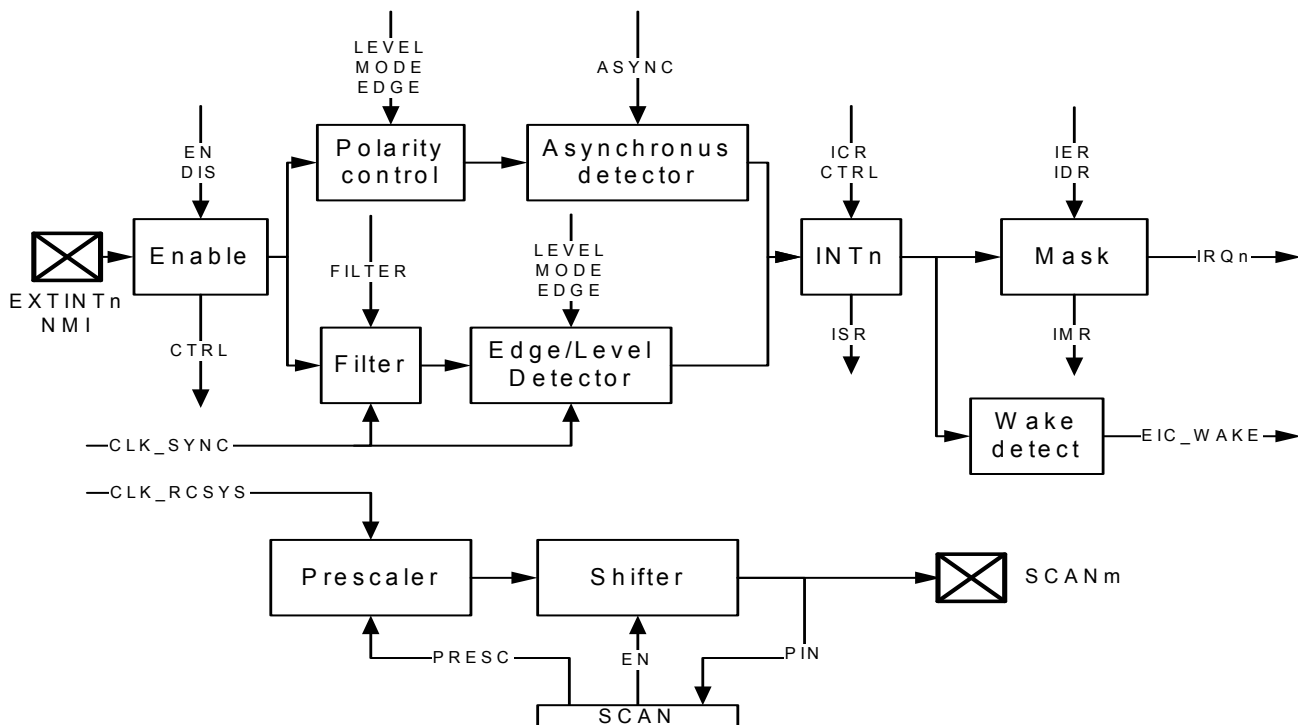 LEVEL
MODE
EDGE
ASYNC
EN
DIS
Polarity
control
Asynchronus
detector
ICR
CTRL
IER
IDR
Enable
FILTER
LEVEL
MODE
EDGE
INTn
Mask
IRQn
EXTINTn
NMI
CTRL
Filter
Edge/Level
Detector
ISR
IMR
CLK_SYNC
Wake
detect
EIC_WAKE
CLK_RCSYS
Prescaler
Shifter
SCANm
PRESC
EN
PIN
SCAN